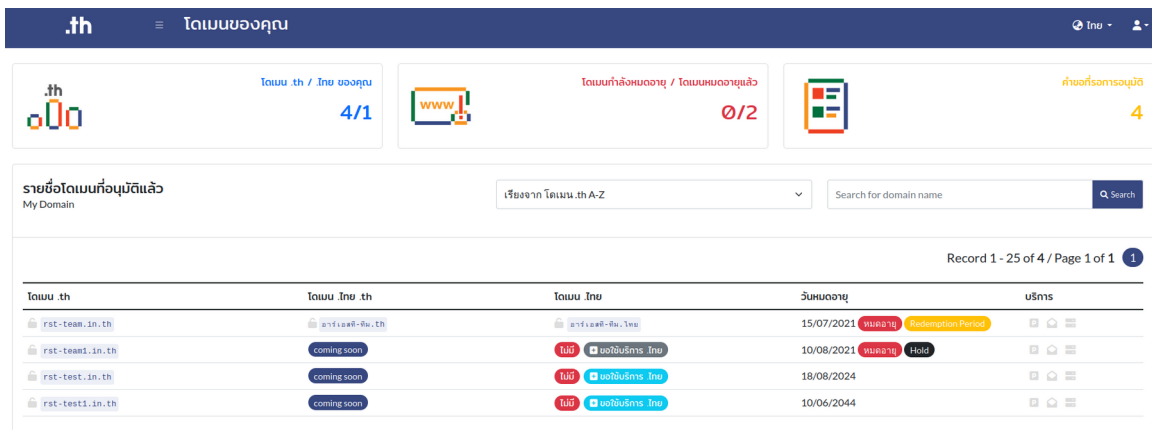 .th โดเมนของคุณ ไทย
.th
โดเมน .th / .ไทย ของคุณ
4/1
www
โดเมนกำลังหมดอายุ / โดเมนหมดอายุแล้ว
0/2
คำขอที่รอการอนุมัติ
4
รายชื่อโดเมนที่อนุมัติแล้ว
My Domain
เรียงจาก โดเมน .th A-Z
Search for domain name
Search
Record 1 - 25 of 4 / Page 1 of 1 1
โดเมน .th โดเมน .ไทย .th โดเมน .ไทย วันหมดอายุ บริการ
rst-team.in.th อาร์เอสที-ทีม.th อาร์เอสที-ทีม.ไทย 15/07/2021 หมดอายุ Redemption Period
rst-team1.in.th coming soon ไม่มี ขอใช้บริการ .ไทย 10/08/2021 หมดอายุ Hold
rst-test.in.th coming soon ไม่มี ขอใช้บริการ .ไทย 18/08/2024
rst-test1.in.th coming soon ไม่มี ขอใช้บริการ .ไทย 10/06/2044